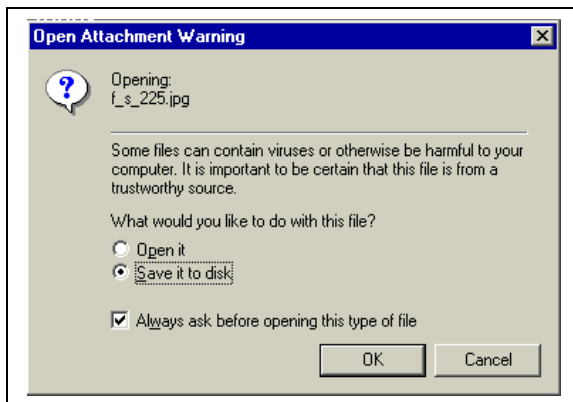 Open Attachment Warning
Opening:
f_s_225.jpg
Some files can contain viruses or otherwise be harmful to your
computer. It is important to be certain that this file is from a
trustworthy source.
What would you like to do with this file?
Open it
Save it to disk
Always ask before opening this type of file
OK Cancel